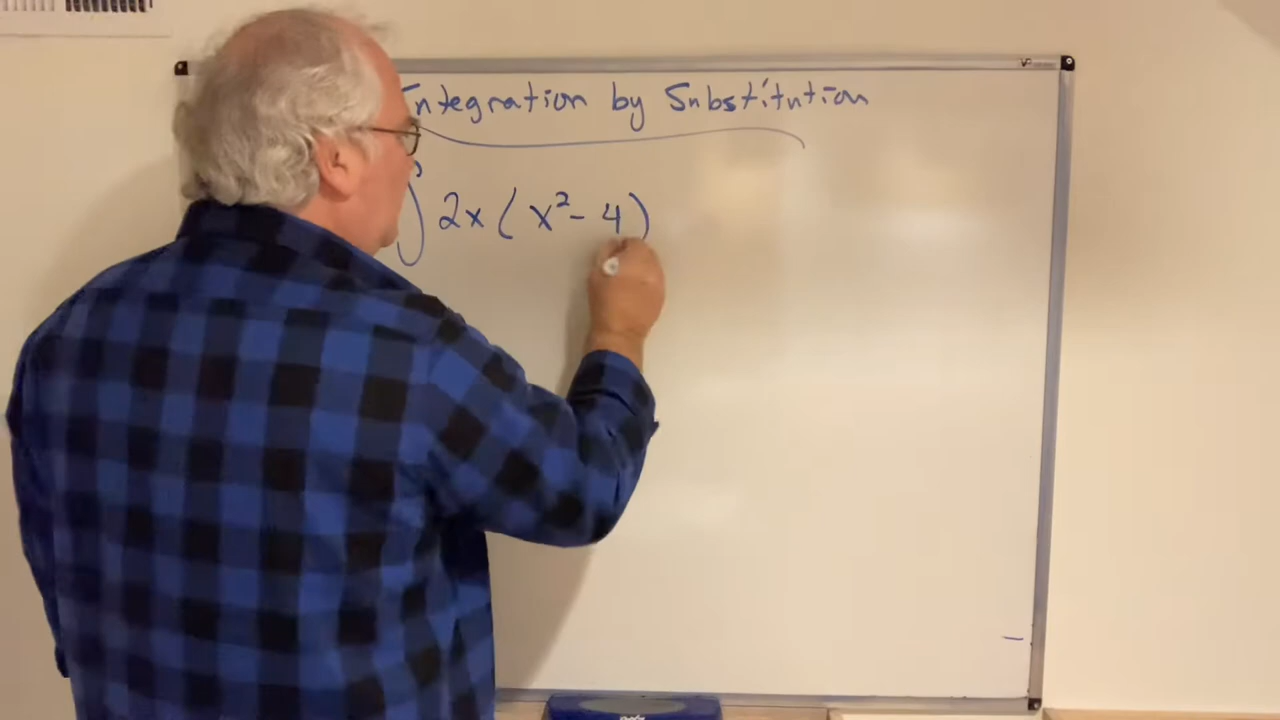 Integration by Substitution
∫ 2x ( x² - 4 )